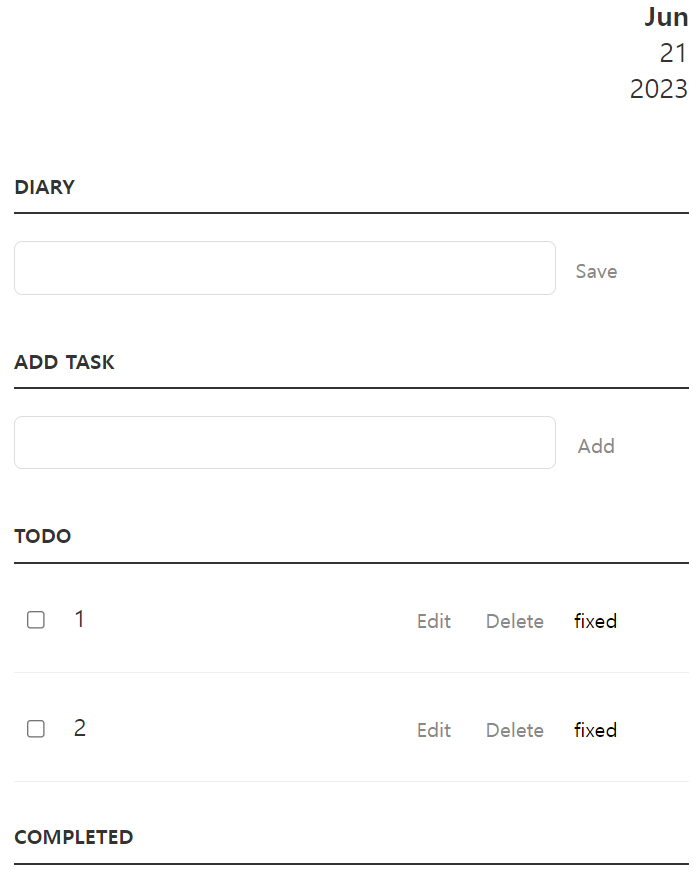 Jun
21
2023
DIARY
Save
ADD TASK
Add
TODO
1 Edit Delete fixed
2 Edit Delete fixed
COMPLETED